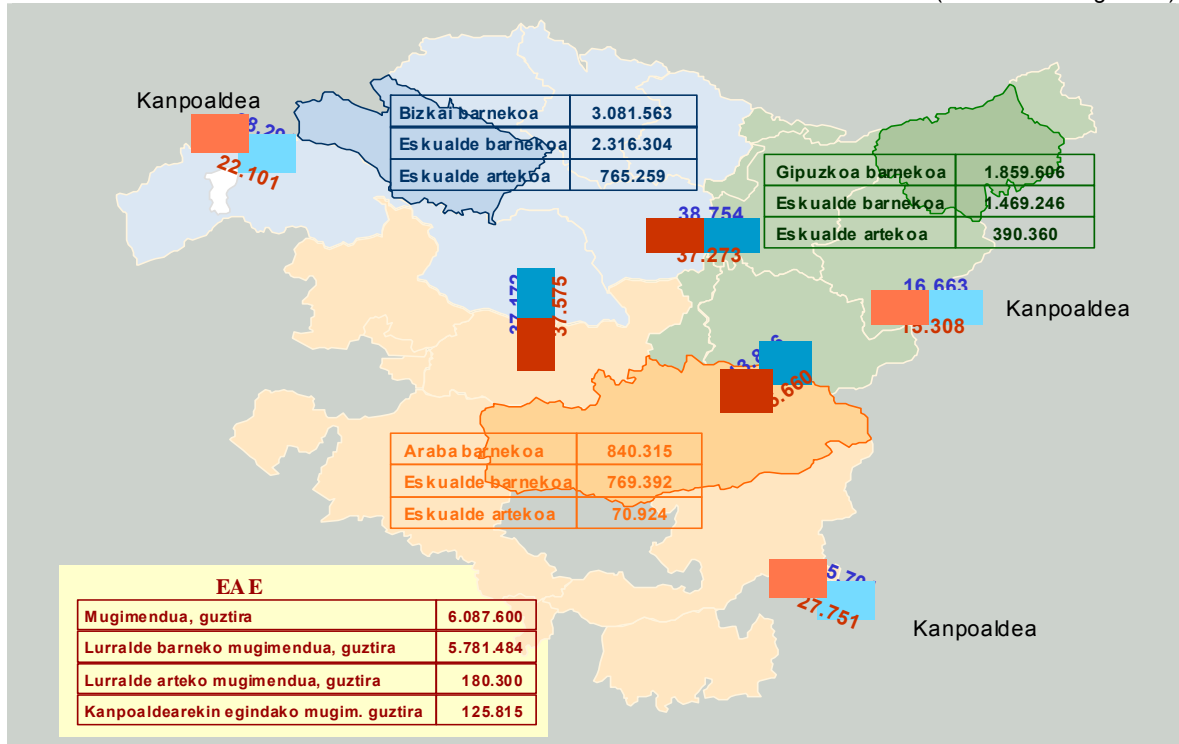 Kanpoaldea
22.101
Bizkai barnekoa 3.081.563
Eskualde barnekoa 2.316.304
Eskualde artekoa 765.259
Gipuzkoa barnekoa 1.859.606
Eskualde barnekoa 1.469.246
Eskualde artekoa 390.360
38.754
37.273
37.575
16.663
15.308
Kanpoaldea
Araba barnekoa 840.315
Eskualde barnekoa 769.392
Eskualde artekoa 70.924
27.751
Kanpoaldea
EAE
Mugimendua, guztira 6.087.600
Lurralde barneko mugimendua, guztira 5.781.484
Lurralde arteko mugimendua, guztira 180.300
Kanpoaldearekin egindako mugim. guztira 125.815